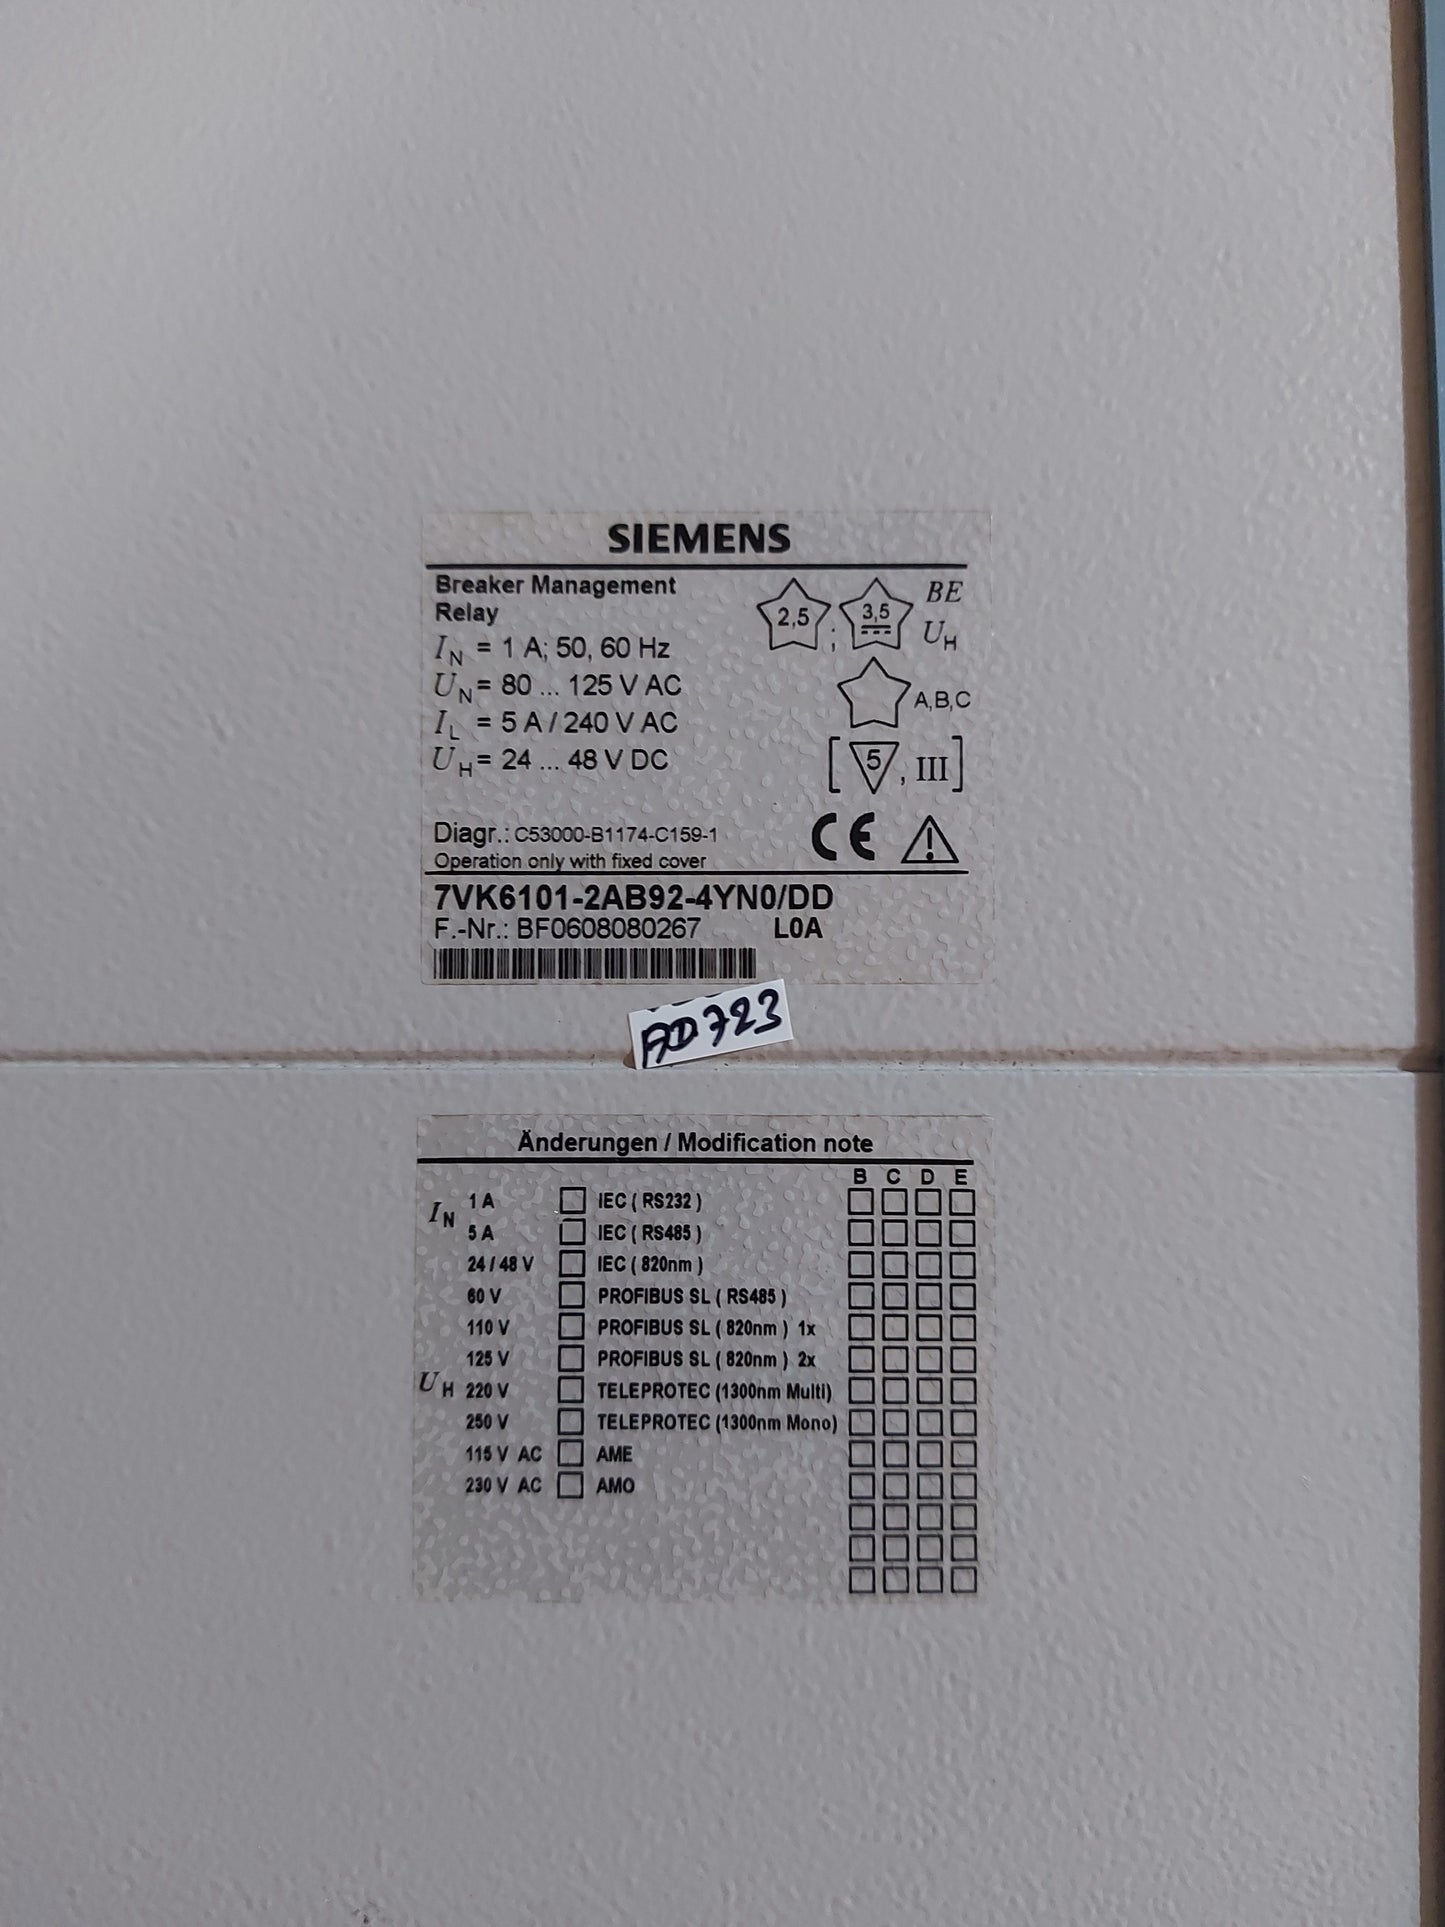 SIEMENS
Breaker Management
Relay
IN = 1 A; 50, 60 Hz
UN = 80 ... 125 V AC
IL = 5 A / 240 V AC
UH = 24 ... 48 V DC
2,5 ; 3,5 BE
UH
A,B,C
[ 5 , III ]
Diagr.: C53000-B1174-C159-1
Operation only with fixed cover
CE
7VK6101-2AB92-4YN0/DD
F.-Nr.: BF0608080267 L0A
AD723
Änderungen / Modification note
B C D E
IN 1 A IEC ( RS232 )
5 A IEC ( RS485 )
24 / 48 V IEC ( 820nm )
60 V PROFIBUS SL ( RS485 )
110 V PROFIBUS SL ( 820nm ) 1x
125 V PROFIBUS SL ( 820nm ) 2x
UH 220 V TELEPROTEC (1300nm Multi)
250 V TELEPROTEC (1300nm Mono)
115 V AC AME
230 V AC AMO